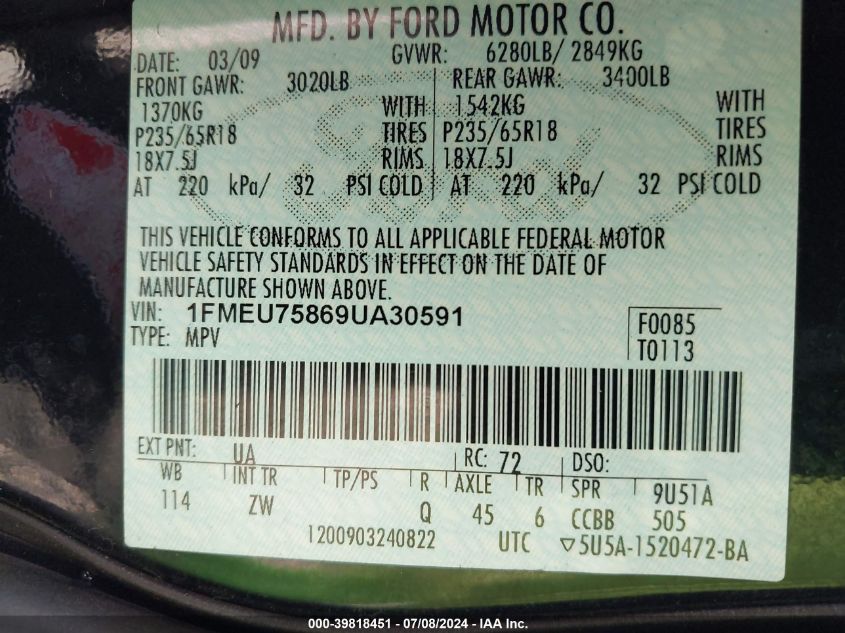 MFD. BY FORD MOTOR CO.
DATE: 03/09 GVWR: 6280LB/ 2849KG
FRONT GAWR: 3020LB REAR GAWR: 3400LB
1370KG WITH 1542KG WITH
P235/65R18 TIRES P235/65R18 TIRES
18X7.5J RIMS 18X7.5J RIMS
AT 220 kPa/ 32 PSI COLD AT 220 kPa/ 32 PSI COLD
THIS VEHICLE CONFORMS TO ALL APPLICABLE FEDERAL MOTOR
VEHICLE SAFETY STANDARDS IN EFFECT ON THE DATE OF
MANUFACTURE SHOWN ABOVE.
VIN: 1FMEU75869UA30591 F0085
TYPE: MPV T0113
EXT PNT: UA RC: 72 DSO:
WB INT TR TP/PS R AXLE TR SPR 9U51A
114 ZW Q 45 6 CCBB 505
1200903240822 UTC ▽5U5A-1520472-BA
000-39818451 - 07/08/2024 - IAA Inc.